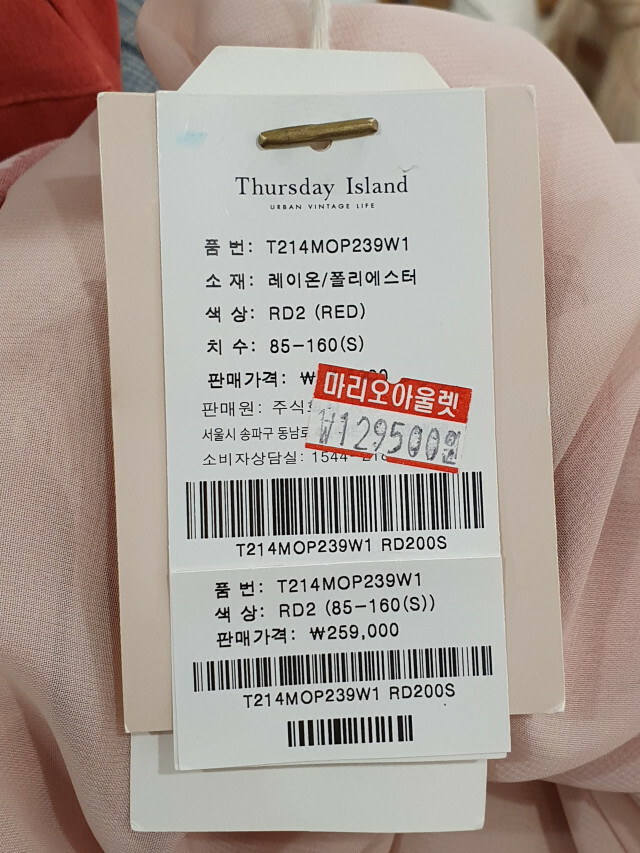 Thursday Island
URBAN VINTAGE LIFE
품 번: T214MOP239W1
소 재: 레이온/폴리에스터
색 상: RD2 (RED)
치 수: 85-160(S)
판매가격: ₩
마리오아울렛
₩129500원
판매원: 주식
서울시 송파구 동남로
소비자상담실: 1544-
T214MOP239W1 RD200S
품 번: T214MOP239W1
색 상: RD2 (85-160(S))
판매가격: ₩259,000
T214MOP239W1 RD200S